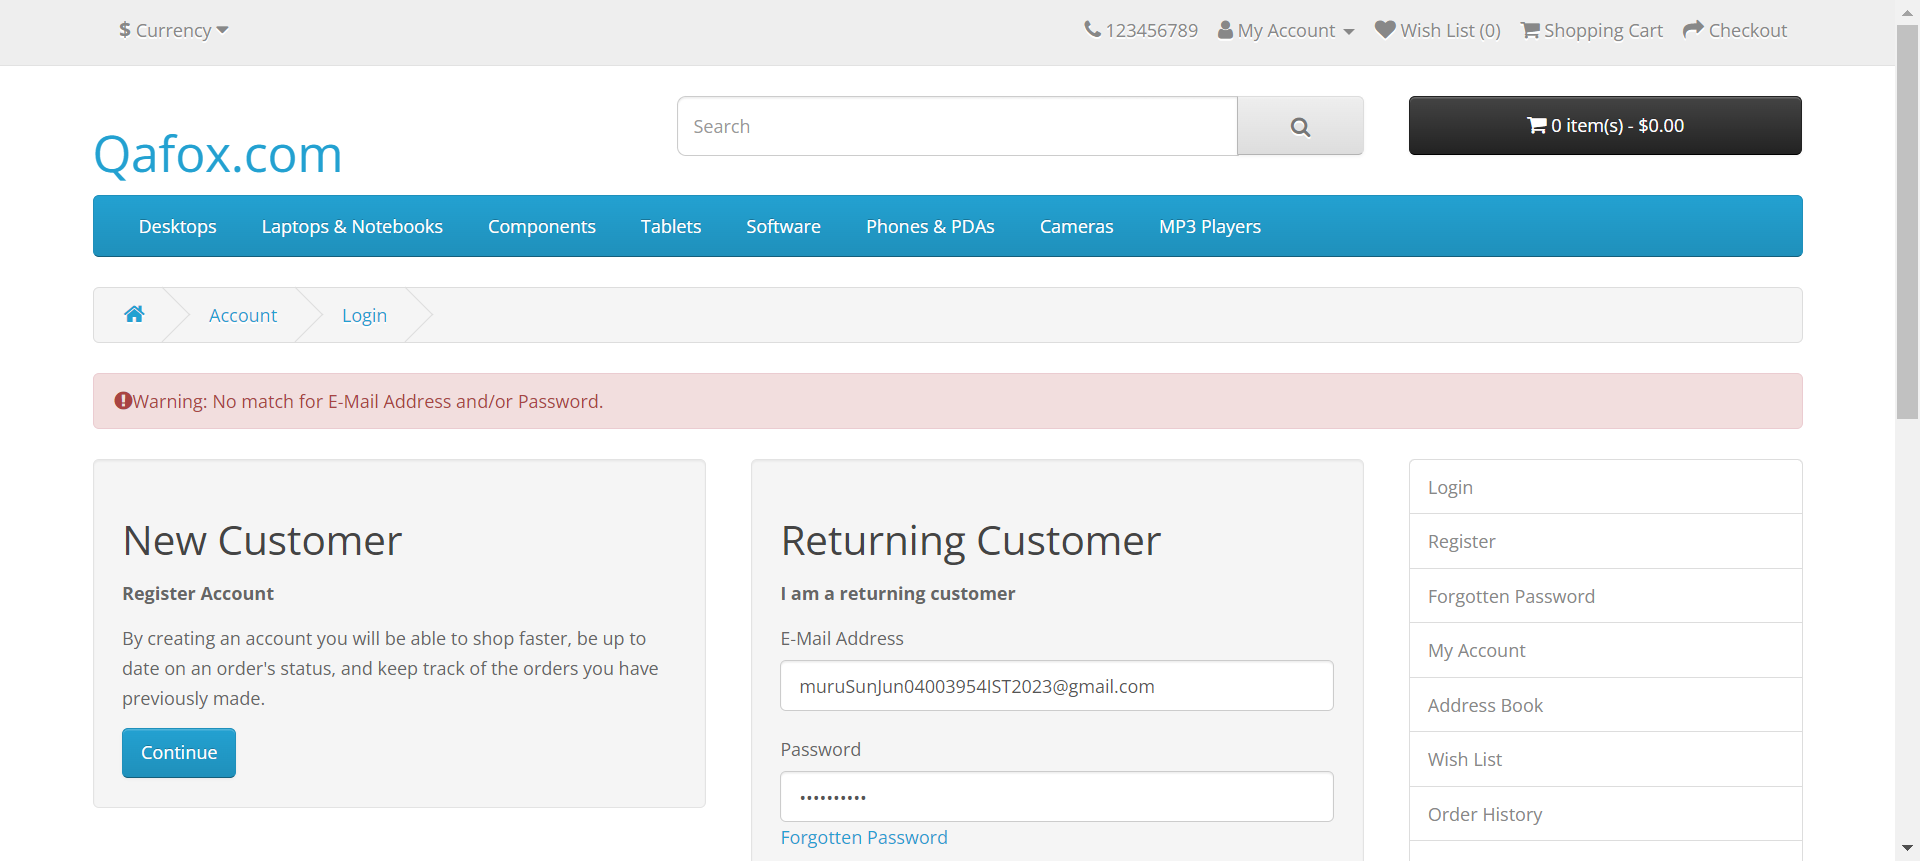 $ Currency
123456789 My Account Wish List (0) Shopping Cart Checkout
Qafox.com
Search
0 item(s) - $0.00
Desktops Laptops & Notebooks Components Tablets Software Phones & PDAs Cameras MP3 Players
Account Login
Warning: No match for E-Mail Address and/or Password.
New Customer
Register Account
By creating an account you will be able to shop faster, be up to
date on an order's status, and keep track of the orders you have
previously made.
Continue
Returning Customer
I am a returning customer
E-Mail Address
muruSunJun04003954IST2023@gmail.com
Password
••••••••••
Forgotten Password
Login
Register
Forgotten Password
My Account
Address Book
Wish List
Order History